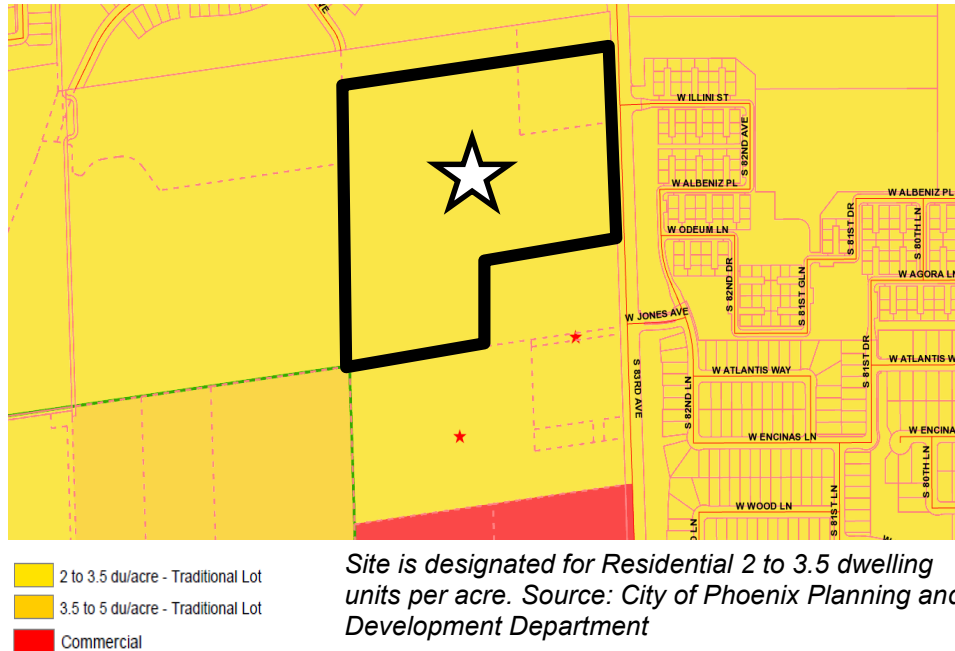 AVE
W ILLINI ST
S 82ND AVE
W ALBENIZ PL
W ALBENIZ PL
S 81ST DR
S 80TH LN
W ODEUM LN
S 82ND DR
S 81ST GLN
W AGORA LN
W JONES AVE
S 83RD AVE
S 82ND LN
W ATLANTIS WAY
S 81ST DR
W ATLANTIS W
W ENCINAS LN
W ENCINA
S 80TH LN
W WOOD LN
S 81ST LN
LN
2 to 3.5 du/acre - Traditional Lot
3.5 to 5 du/acre - Traditional Lot
Commercial
Site is designated for Residential 2 to 3.5 dwelling
units per acre. Source: City of Phoenix Planning and
Development Department